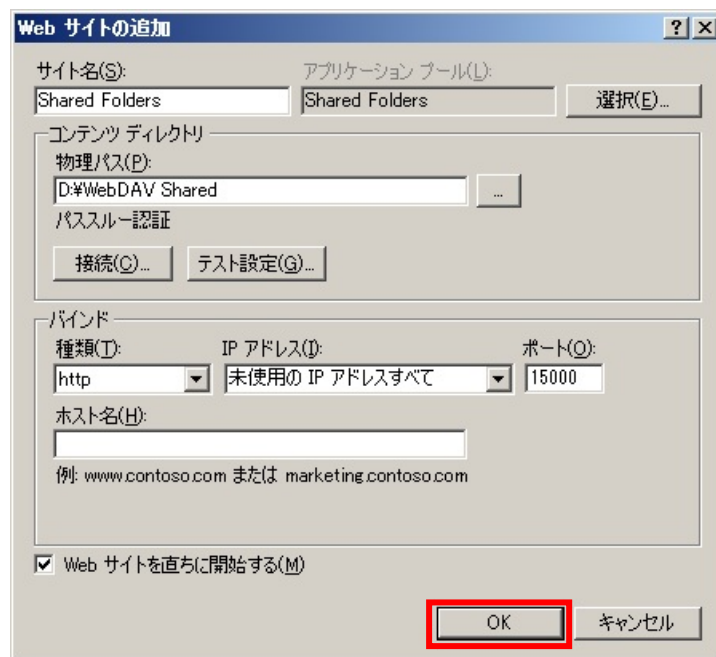 Web サイトの追加
サイト名(S):
アプリケーション プール(L):
Shared Folders
Shared Folders
選択(E)...
コンテンツ ディレクトリ
物理パス(P):
D:¥WebDAV Shared
...
パススルー認証
接続(C)...
テスト設定(G)...
バインド
種類(T):
IP アドレス(I):
ポート(O):
http
未使用の IP アドレスすべて
15000
ホスト名(H):
例: www.contoso.com または marketing.contoso.com
Web サイトを直ちに開始する(M)
OK
キャンセル